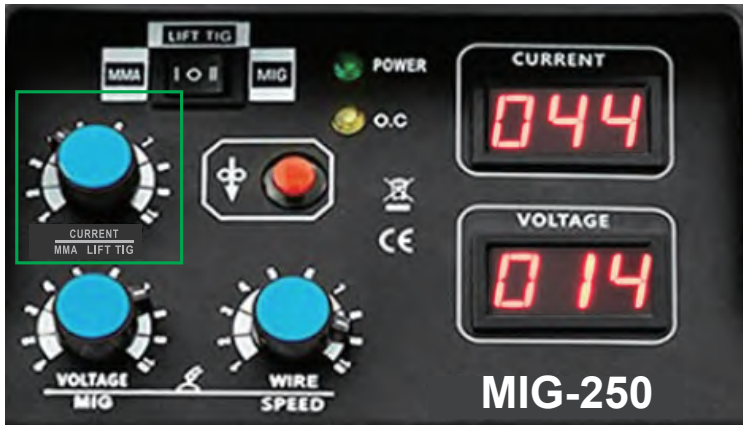 LIFT TIG
MMA
I O II
MIG
POWER
O.C
CURRENT
044
CURRENT
MMA LIFT TIG
CE
VOLTAGE
014
VOLTAGE
MIG
WIRE
SPEED
MIG-250